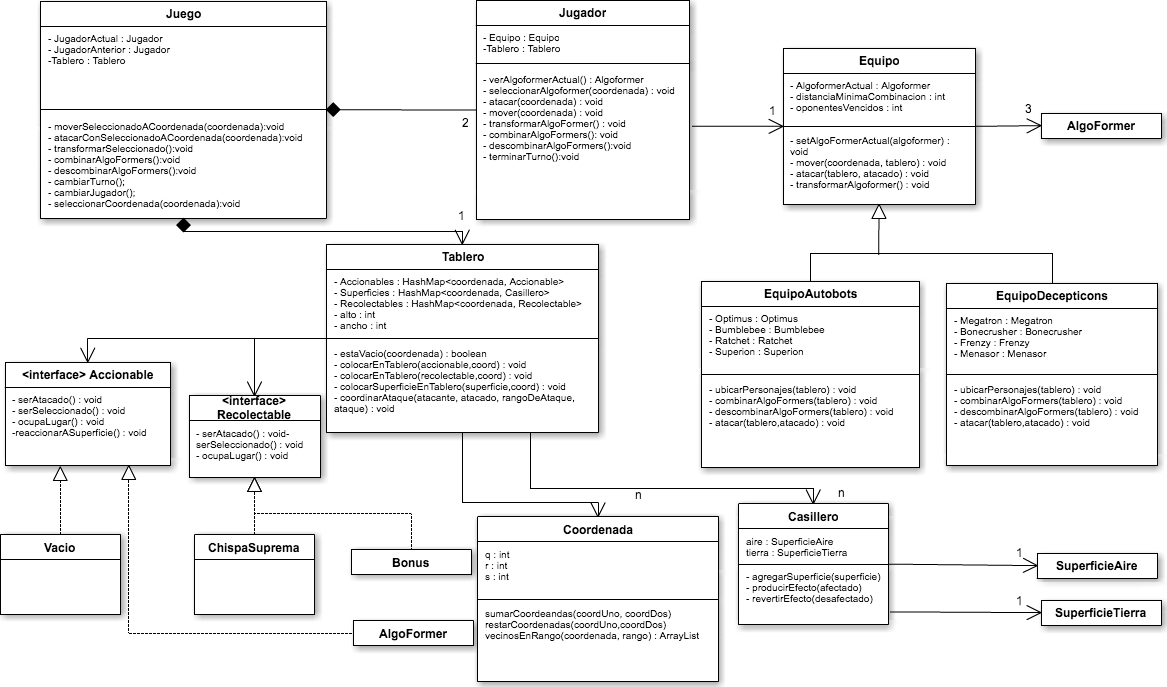 Juego
- JugadorActual : Jugador
- JugadorAnterior : Jugador
-Tablero : Tablero
- moverSeleccionadoACoordenada(coordenada):void
- atacarConSeleccionadoACoordenada(coordenada):void
- transformarSeleccionado():void
- combinarAlgoFormers():void
- descombinarAlgoFormers():void
- cambiarTurno();
- cambiarJugador();
- seleccionarCoordenada(coordenada):void
2
Jugador
- Equipo : Equipo
-Tablero : Tablero
- verAlgoformerActual() : Algoformer
- seleccionarAlgoformer(coordenada) : void
- atacar(coordenada) : void
- mover(coordenada) : void
- transformarAlgoFormer() : void
- combinarAlgoFormers(): void
- descombinarAlgoFormers():void
- terminarTurno():void
1
Equipo
- AlgoformerActual : Algoformer
- distanciaMinimaCombinacion : int
- oponentesVencidos : int
- setAlgoFormerActual(algoformer) :
void
- mover(coordenada, tablero) : void
- atacar(tablero, atacado) : void
- transformarAlgoformer() : void
3
AlgoFormer
1
Tablero
- Accionables : HashMap<coordenada, Accionable>
- Superficies : HashMap<coordenada, Casillero>
- Recolectables : HashMap<coordenada, Recolectable>
- alto : int
- ancho : int
- estaVacio(coordenada) : boolean
- colocarEnTablero(accionable,coord) : void
- colocarEnTablero(recolectable,coord) : void
- colocarSuperficieEnTablero(superficie,coord) : void
- coordinarAtaque(atacante, atacado, rangoDeAtaque,
ataque) : void
EquipoAutobots
- Optimus : Optimus
- Bumblebee : Bumblebee
- Ratchet : Ratchet
- Superion : Superion
- ubicarPersonajes(tablero) : void
- combinarAlgoFormers(tablero) : void
- descombinarAlgoFormers(tablero) : void
- atacar(tablero,atacado) : void
EquipoDecepticons
- Megatron : Megatron
- Bonecrusher : Bonecrusher
- Frenzy : Frenzy
- Menasor : Menasor
- ubicarPersonajes(tablero) : void
- combinarAlgoFormers(tablero) : void
- descombinarAlgoFormers(tablero) : void
- atacar(tablero,atacado) : void
<interface> Accionable
- serAtacado() : void
- serSeleccionado() : void
- ocupaLugar() : void
-reaccionarASuperficie() : void
<interface>
Recolectable
- serAtacado() : void-
serSeleccionado() : void
- ocupaLugar() : void
Vacio
ChispaSuprema
Bonus
AlgoFormer
n
Coordenada
q : int
r : int
s : int
sumarCoordeandas(coordUno, coordDos)
restarCoordenadas(coordUno,coordDos)
vecinosEnRango(coordenada, rango) : ArrayList
n
Casillero
aire : SuperficieAire
tierra : SuperficieTierra
- agregarSuperficie(superficie)
- producirEfecto(afectado)
- revertirEfecto(desafectado)
1
SuperficieAire
1
SuperficieTierra